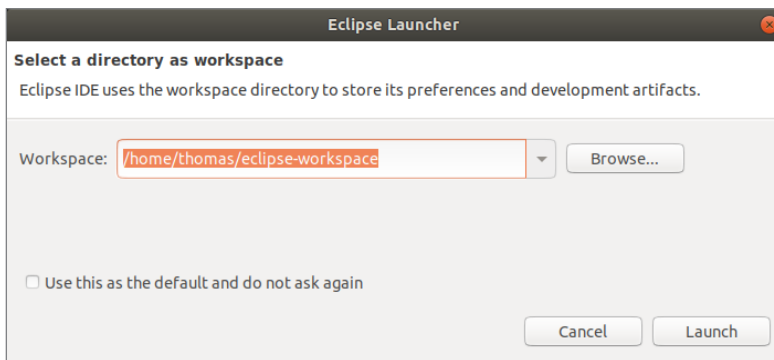 Eclipse Launcher
Select a directory as workspace
Eclipse IDE uses the workspace directory to store its preferences and development artifacts.
Workspace: /home/thomas/eclipse-workspace Browse...
Use this as the default and do not ask again
Cancel Launch